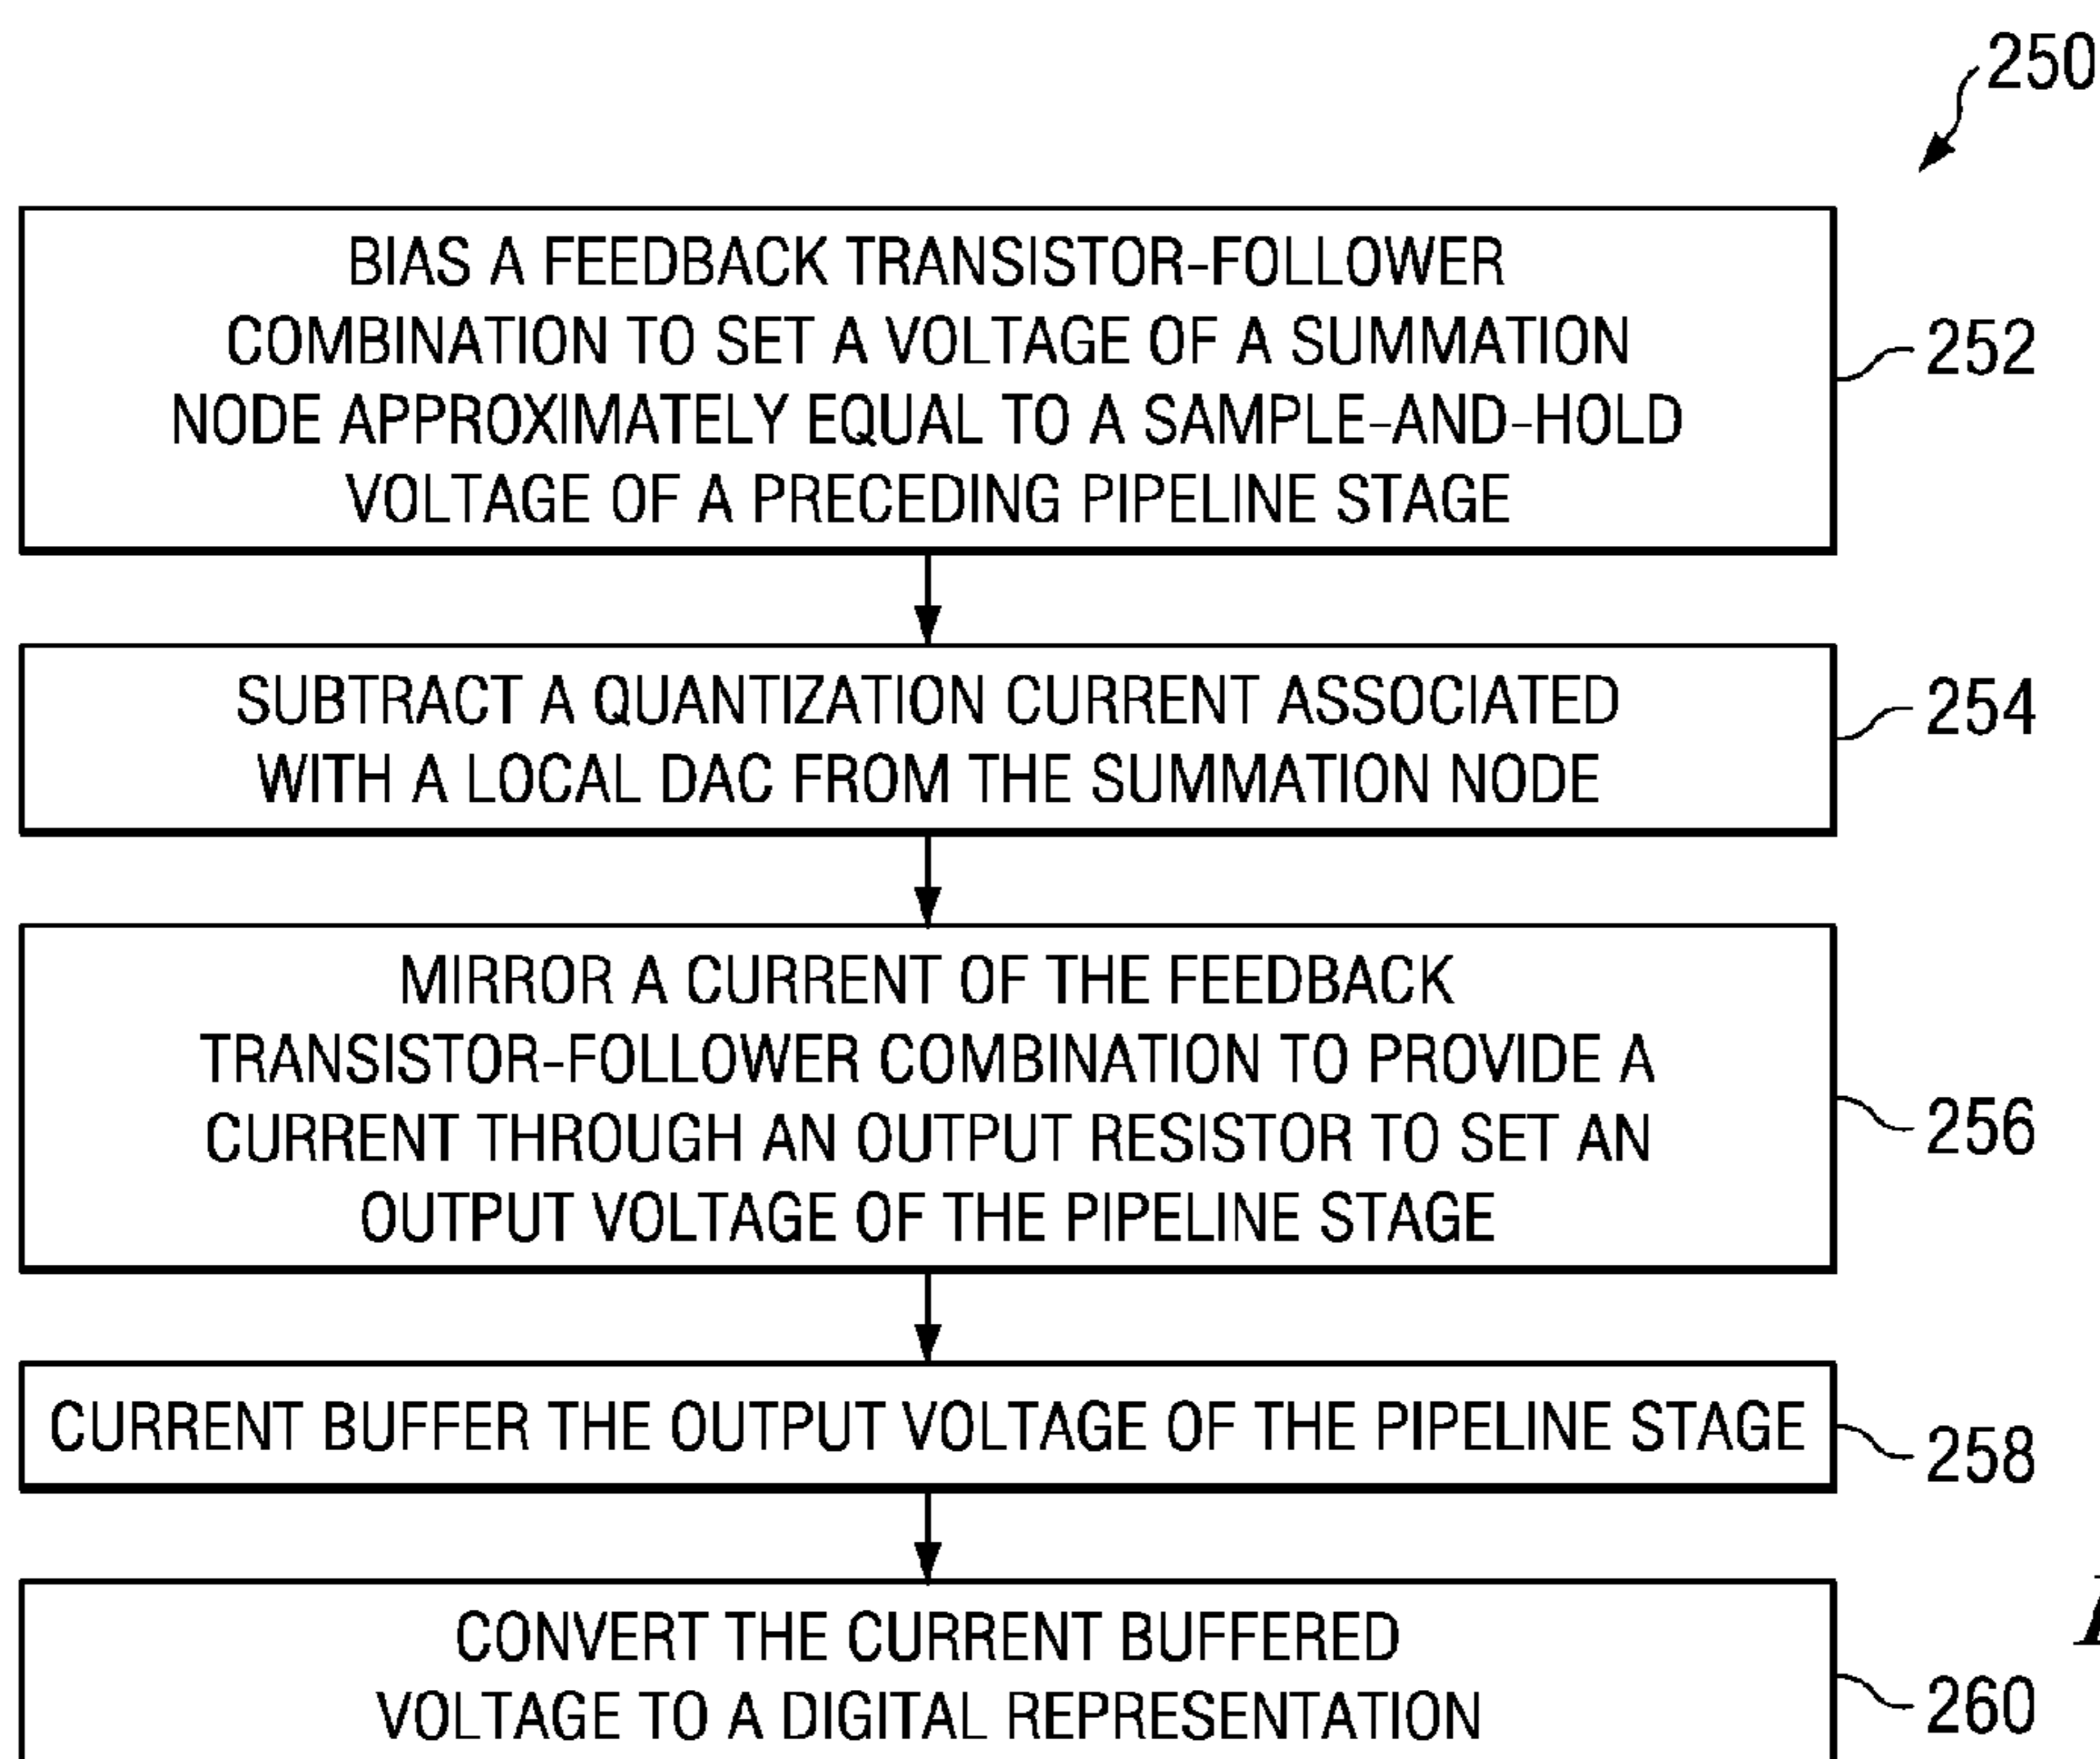 250
BIAS A FEEDBACK TRANSISTOR-FOLLOWER
COMBINATION TO SET A VOLTAGE OF A SUMMATION
NODE APPROXIMATELY EQUAL TO A SAMPLE-AND-HOLD
VOLTAGE OF A PRECEDING PIPELINE STAGE
252
SUBTRACT A QUANTIZATION CURRENT ASSOCIATED
WITH A LOCAL DAC FROM THE SUMMATION NODE
254
MIRROR A CURRENT OF THE FEEDBACK
TRANSISTOR-FOLLOWER COMBINATION TO PROVIDE A
CURRENT THROUGH AN OUTPUT RESISTOR TO SET AN
OUTPUT VOLTAGE OF THE PIPELINE STAGE
256
CURRENT BUFFER THE OUTPUT VOLTAGE OF THE PIPELINE STAGE
258
CONVERT THE CURRENT BUFFERED
VOLTAGE TO A DIGITAL REPRESENTATION
260